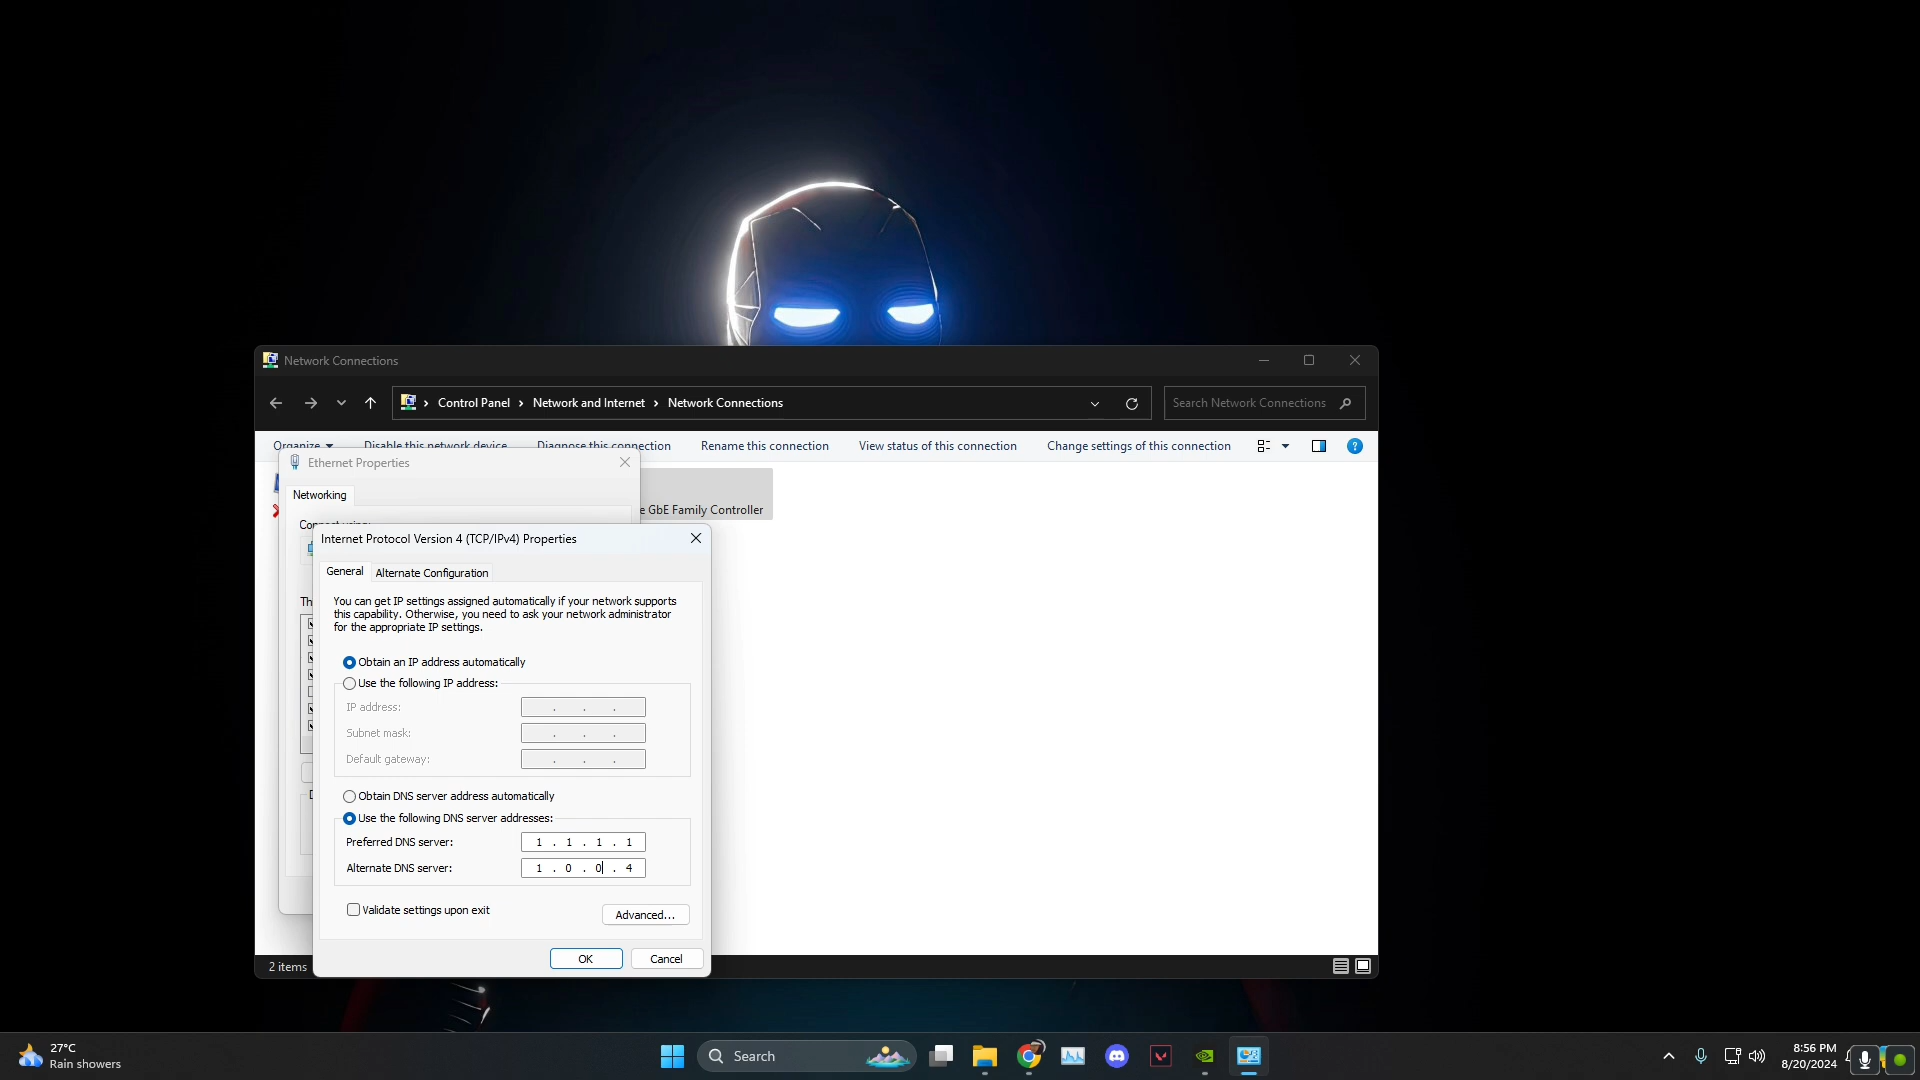 Network Connections
Control Panel > Network and Internet > Network Connections
Search Network Connections
Organize
Disable this network device
Diagnose this connection
Rename this connection
View status of this connection
Change settings of this connection
Ethernet Properties
Networking
e GbE Family Controller
Connect using:
Internet Protocol Version 4 (TCP/IPv4) Properties
General
Alternate Configuration
Th
You can get IP settings assigned automatically if your network supports
this capability. Otherwise, you need to ask your network administrator
for the appropriate IP settings.
Obtain an IP address automatically
Use the following IP address:
IP address:
. . .
Subnet mask:
. . .
Default gateway:
. . .
Obtain DNS server address automatically
Use the following DNS server addresses:
Preferred DNS server:
1 . 1 . 1 . 1
Alternate DNS server:
1 . 0 . 0 . 4
Validate settings upon exit
Advanced...
OK
Cancel
2 items
27°C
Rain showers
Search
8:56 PM
8/20/2024